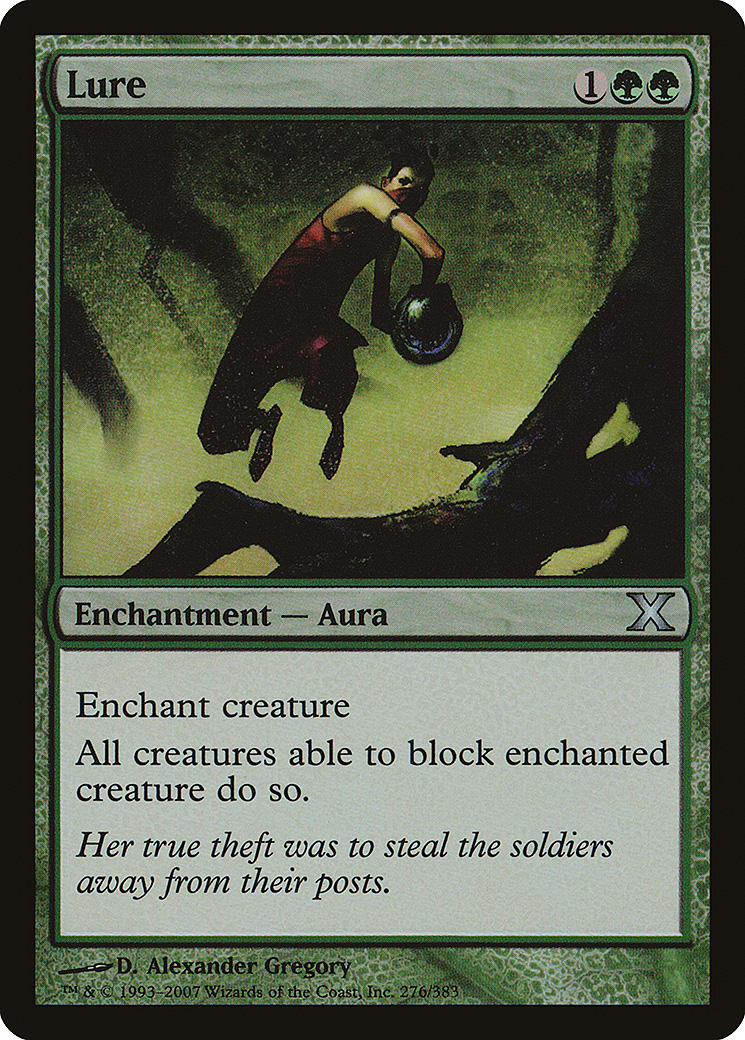 Lure 1
Enchantment — Aura X
Enchant creature
All creatures able to block enchanted
creature do so.
Her true theft was to steal the soldiers
away from their posts.
D. Alexander Gregory
™ & © 1993–2007 Wizards of the Coast, Inc. 276/383